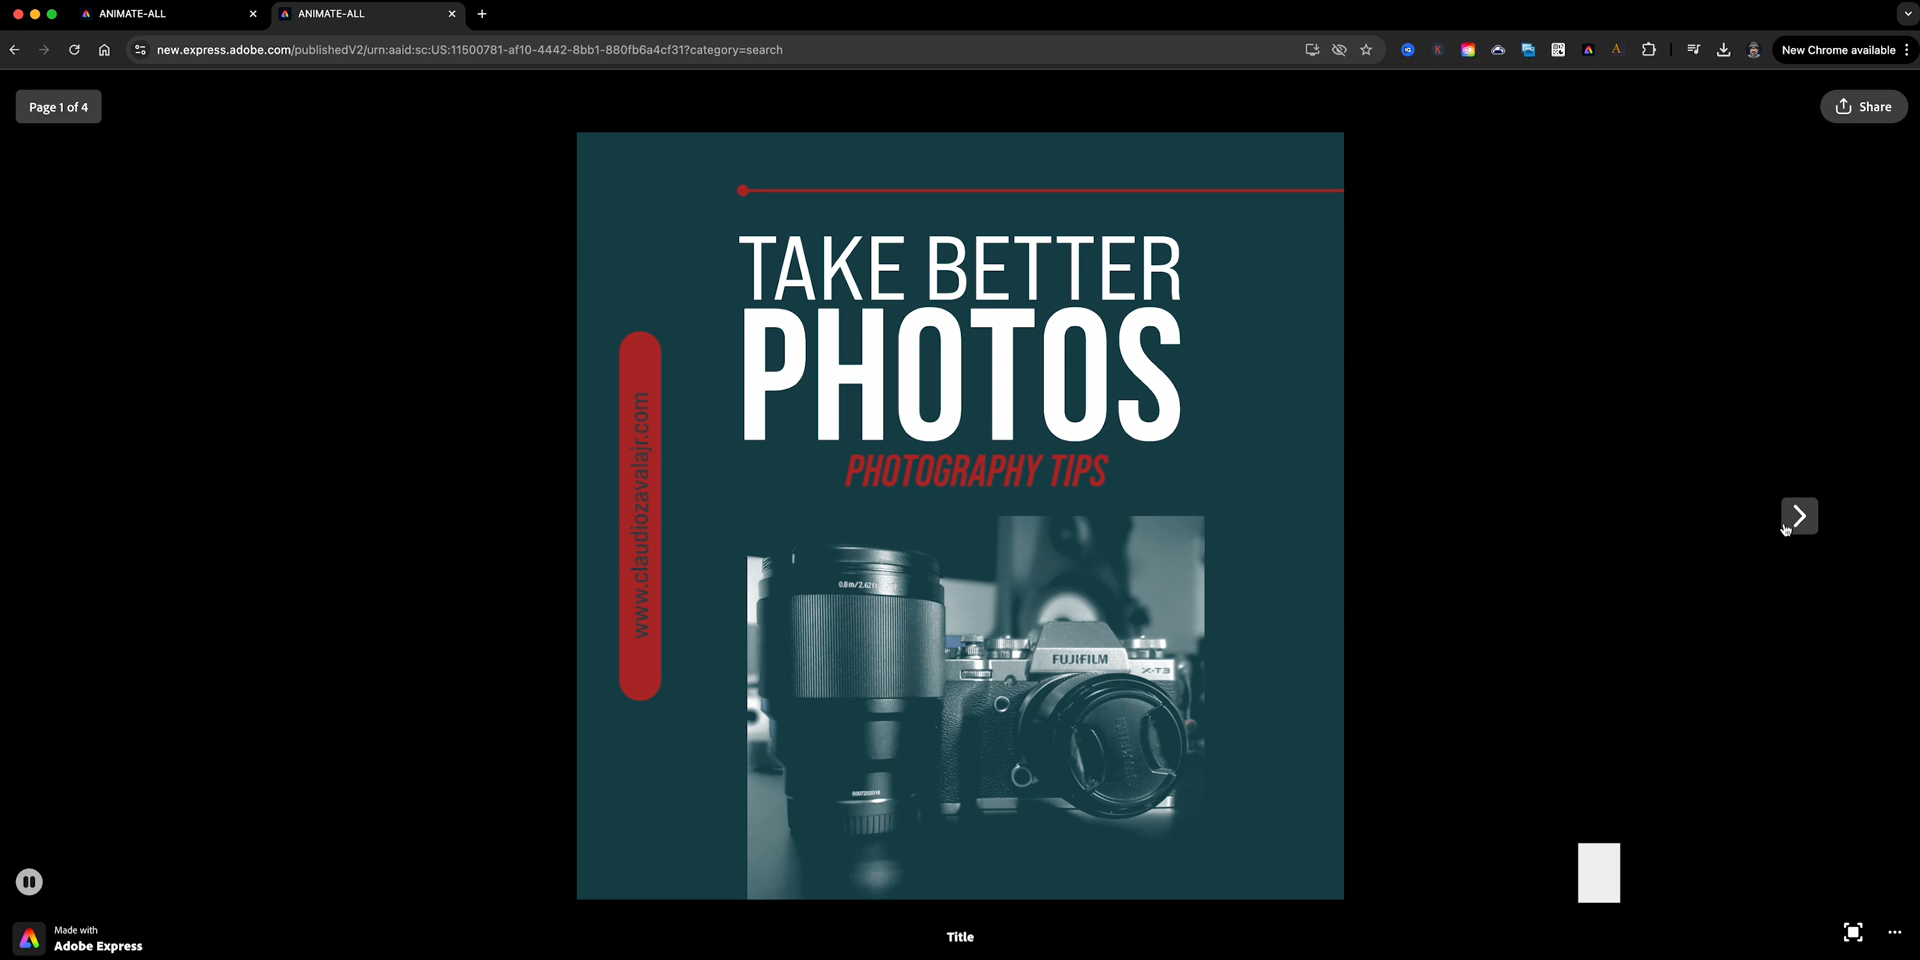 ANIMATE-ALL
ANIMATE-ALL
new.express.adobe.com/publishedV2/urn:aaid:sc:US:11500781-af10-4442-8bb1-880fb6a4cf31?category=search
New Chrome available
Page 1 of 4
Share
TAKE BETTER
PHOTOS
PHOTOGRAPHY TIPS
www.claudiozavalajr.com
FUJIFILM
X-T3
Made with
Adobe Express
Title